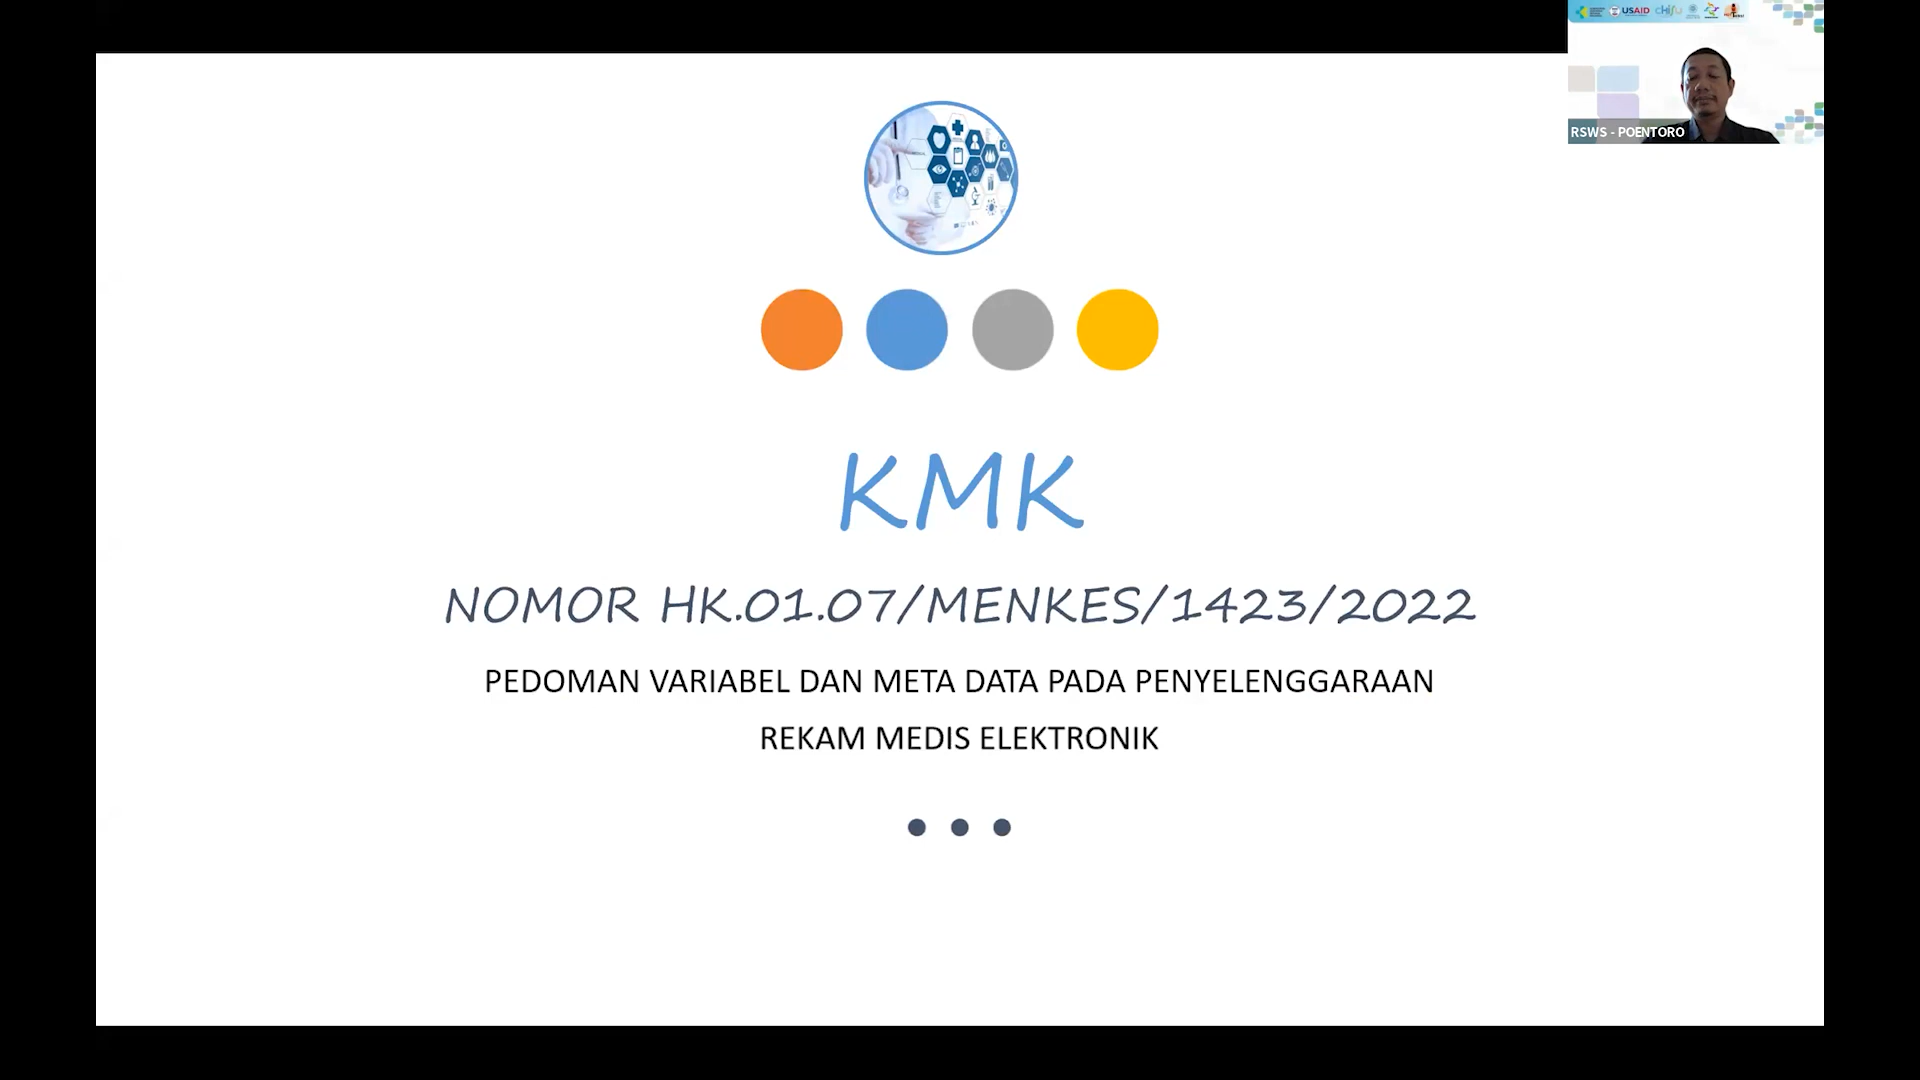 USAID
CHISU
RSWS - POENTORO
KMK
NOMOR HK.01.07/MENKES/1423/2022
PEDOMAN VARIABEL DAN META DATA PADA PENYELENGGARAAN
REKAM MEDIS ELEKTRONIK